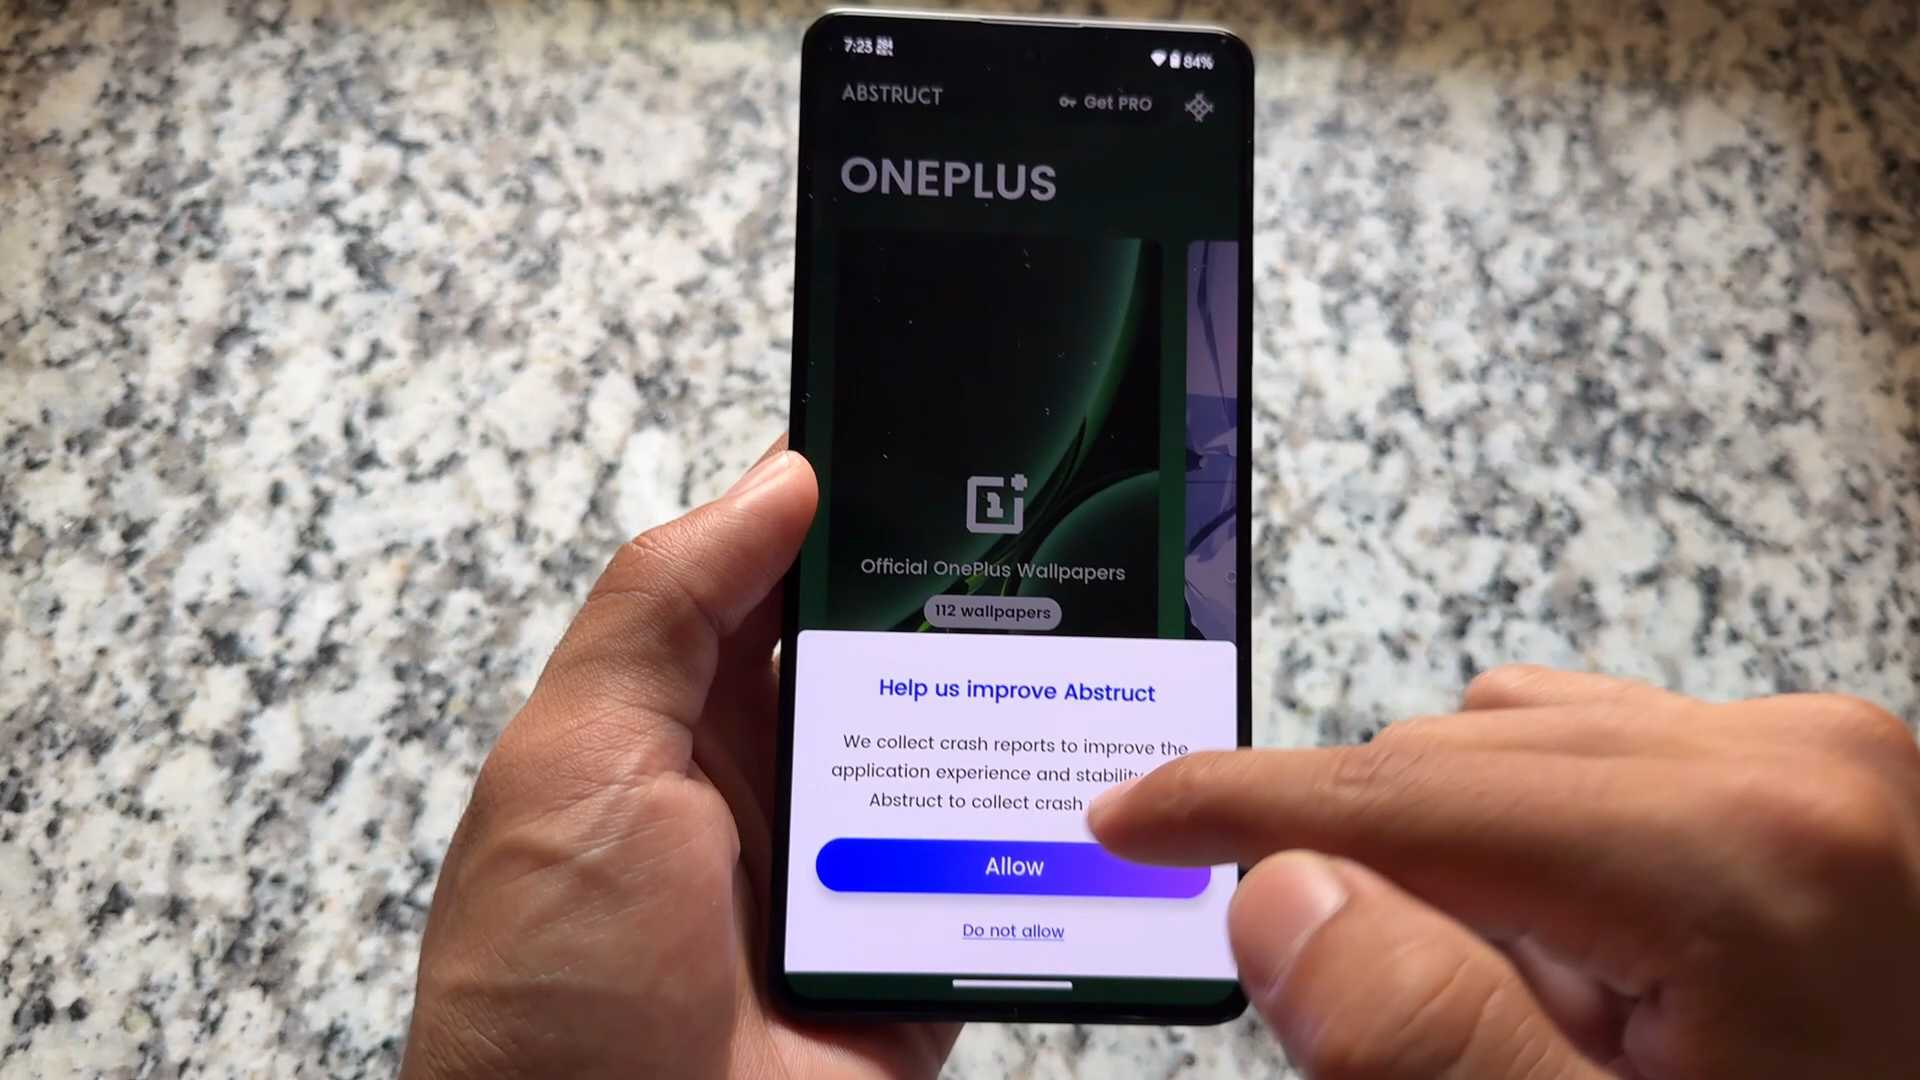 7:23
84%
ABSTRUCT
Get PRO
ONEPLUS
Official OnePlus Wallpapers
112 wallpapers
Help us improve Abstruct
We collect crash reports to improve the
application experience and stability
Abstruct to collect crash
Allow
Do not allow